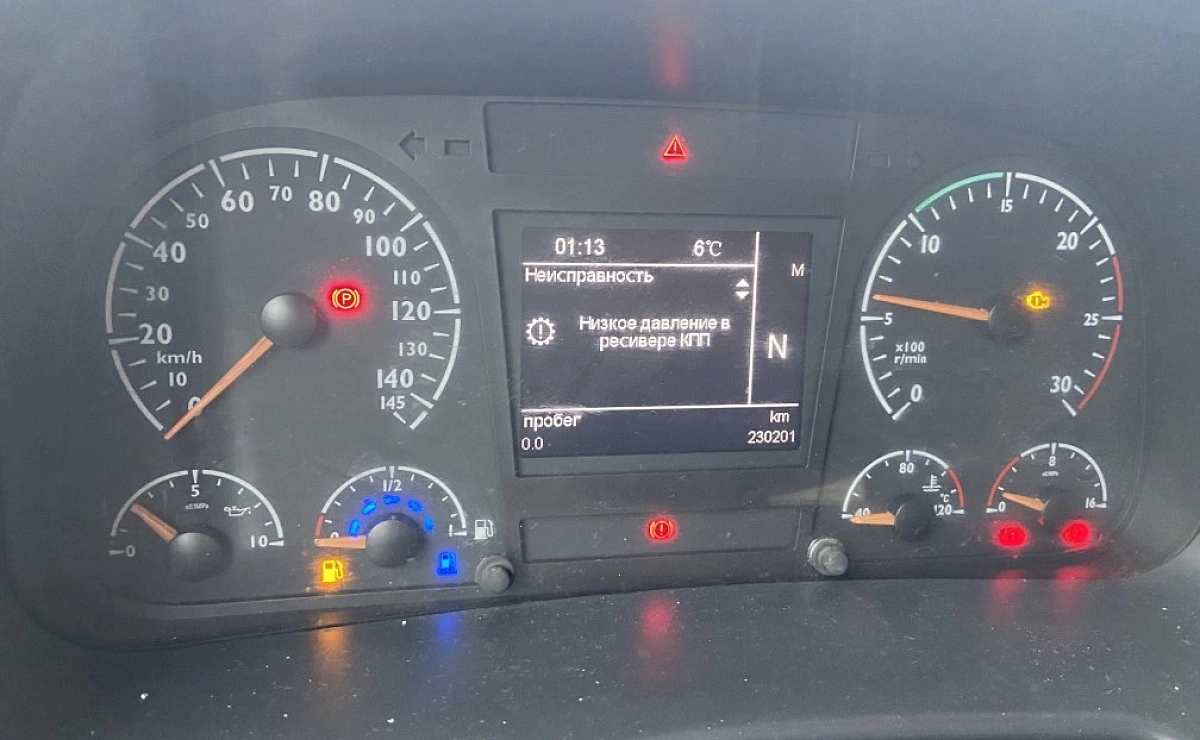 01:13 6°C
Неисправность
M
Низкое давление в
ресивере КПП
N
пробег km
0.0 230201
0 10 20 30 40 50 60 70 80 90 100 110 120 130 140 145
km/h
P
0 5 10 15 20 25 30
x100
r/min
0 5 10
0 1/2 1
40 80 120
°C
0 8 16